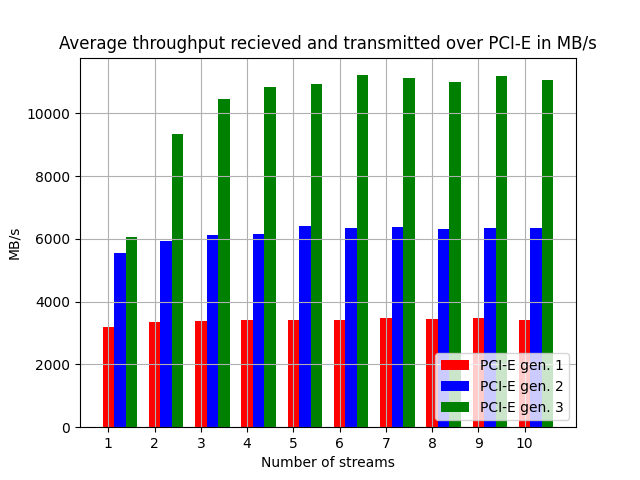 Average throughput recieved and transmitted over PCI-E in MB/s
10000
8000
6000
4000
2000
0
MB/s
1 2 3 4 5 6 7 8 9 10
Number of streams
PCI-E gen. 1
PCI-E gen. 2
PCI-E gen. 3